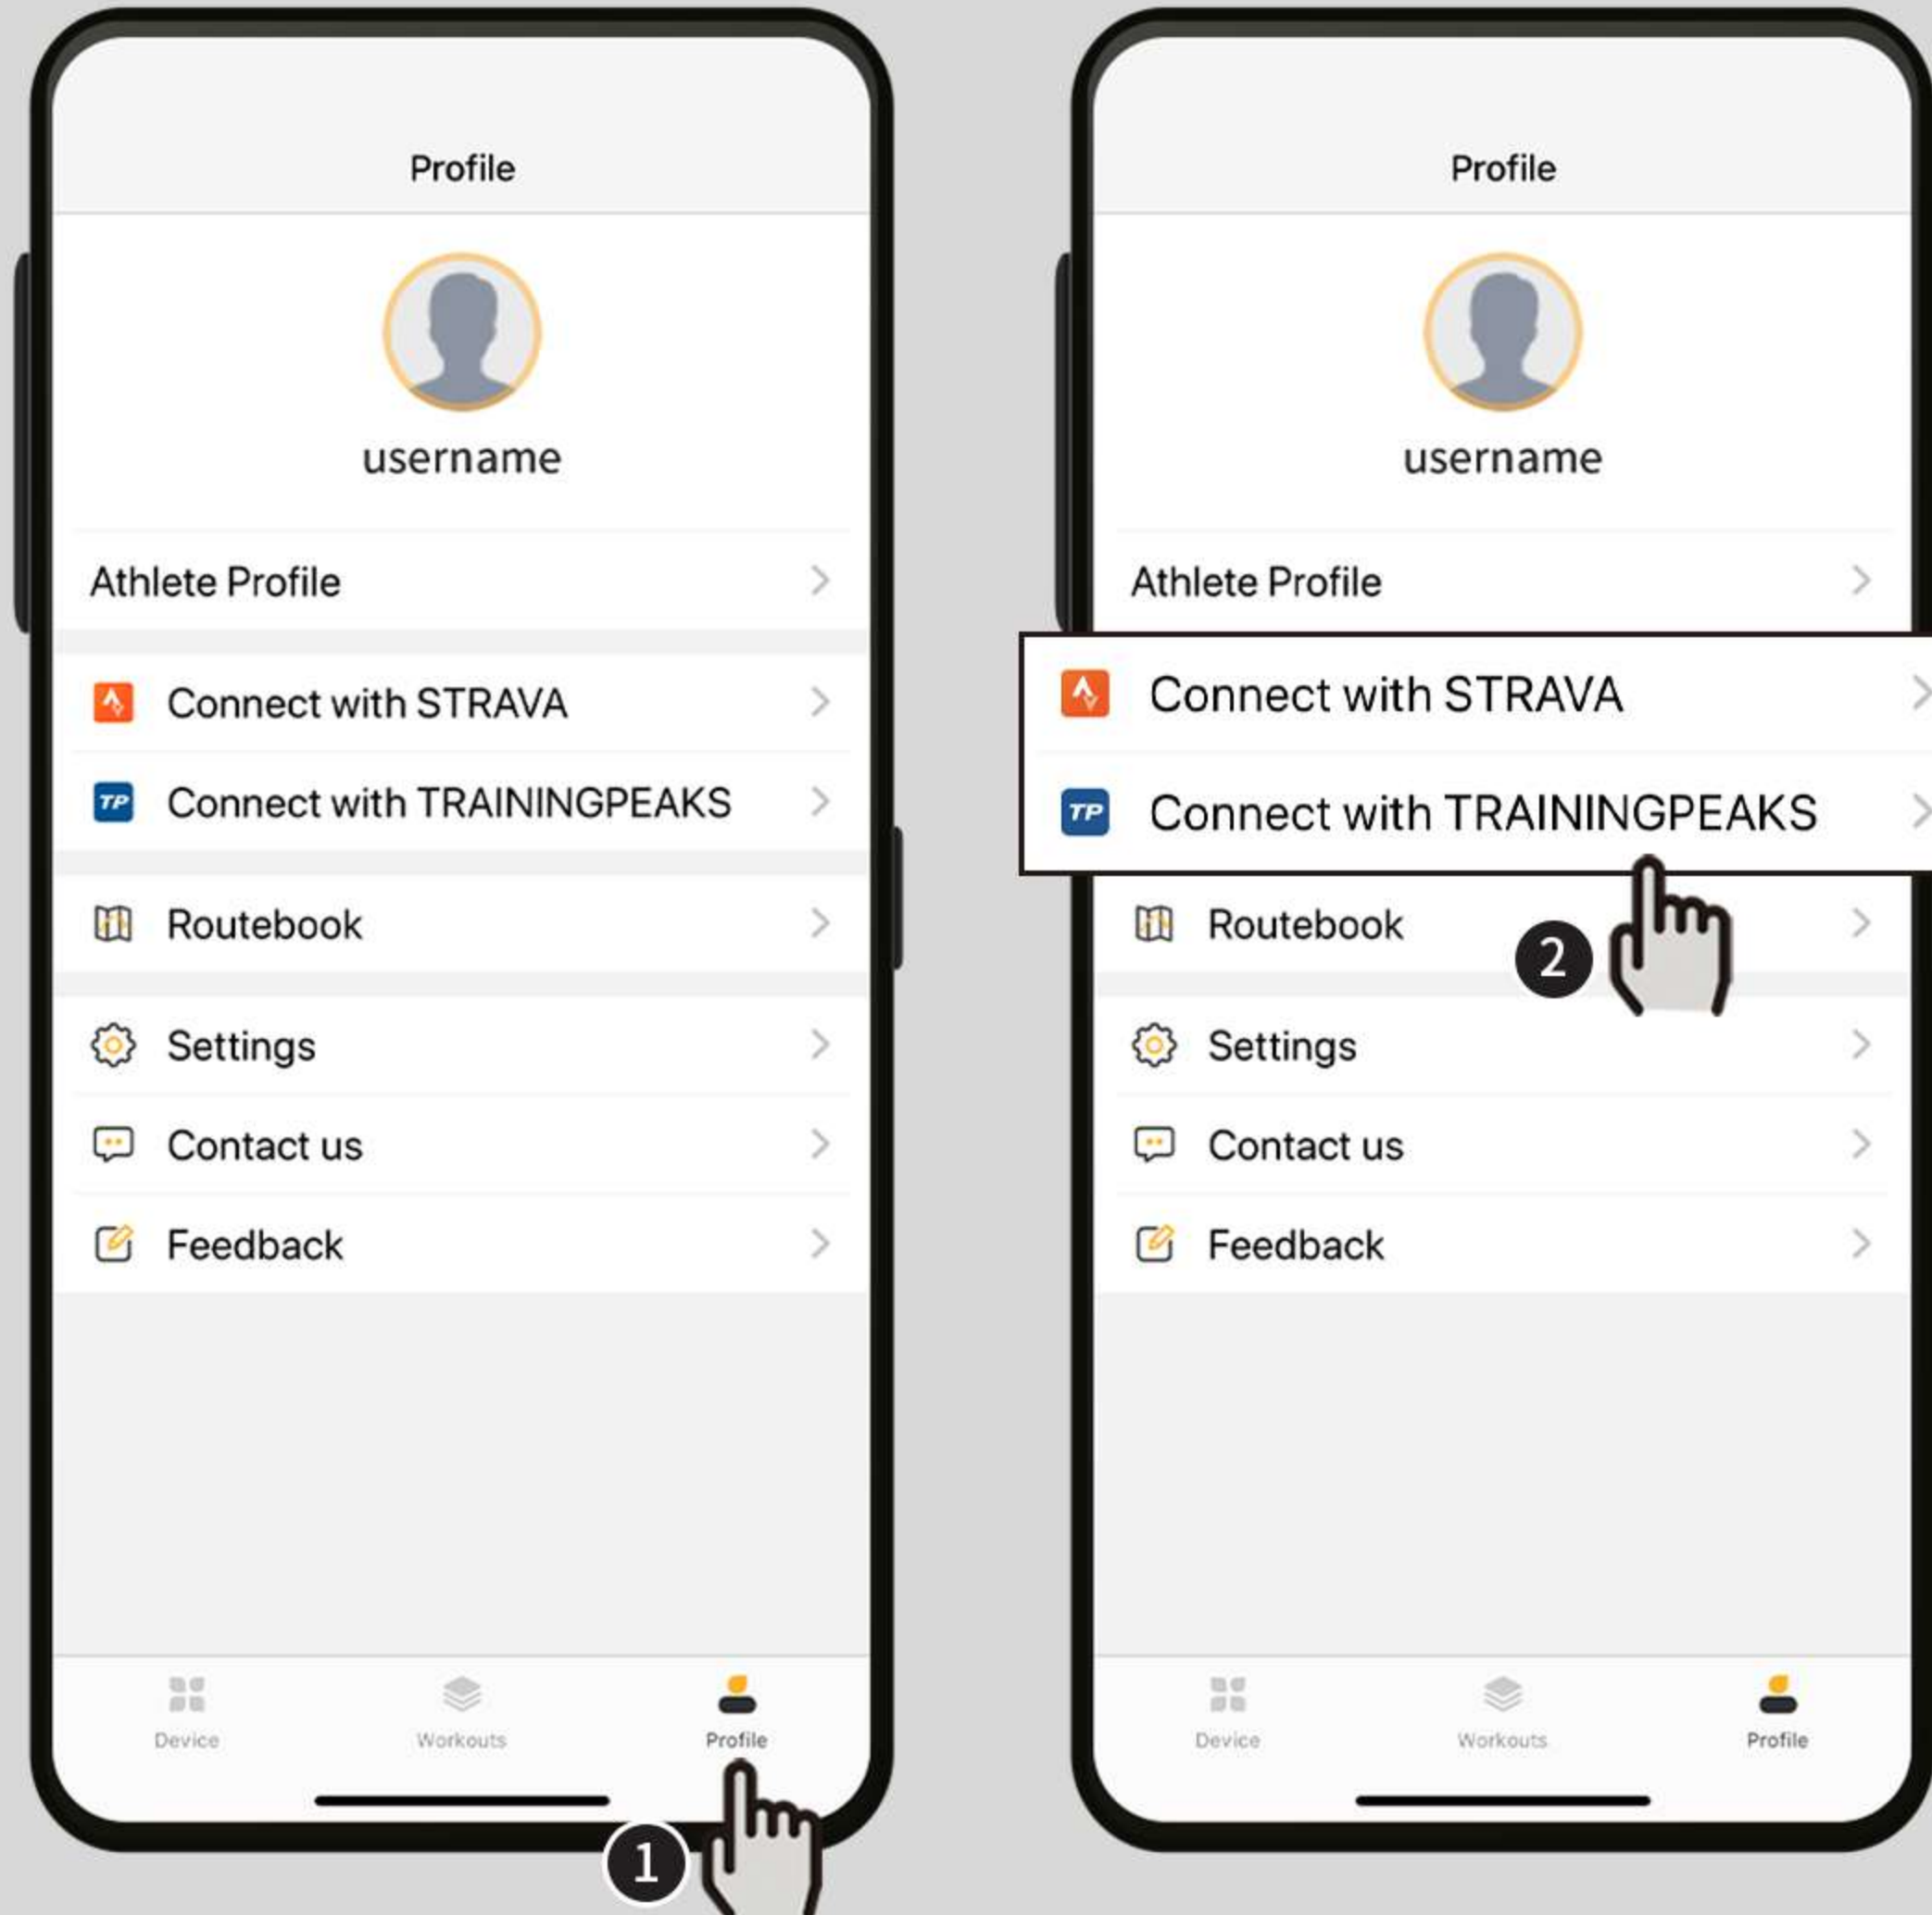 Profile
username
Athlete Profile
Connect with STRAVA
TP Connect with TRAININGPEAKS
Routebook
Settings
Contact us
Feedback
Device Workouts Profile
1
Profile
username
Athlete Profile
Connect with STRAVA
TP Connect with TRAININGPEAKS
Routebook
2
Settings
Contact us
Feedback
Device Workouts Profile